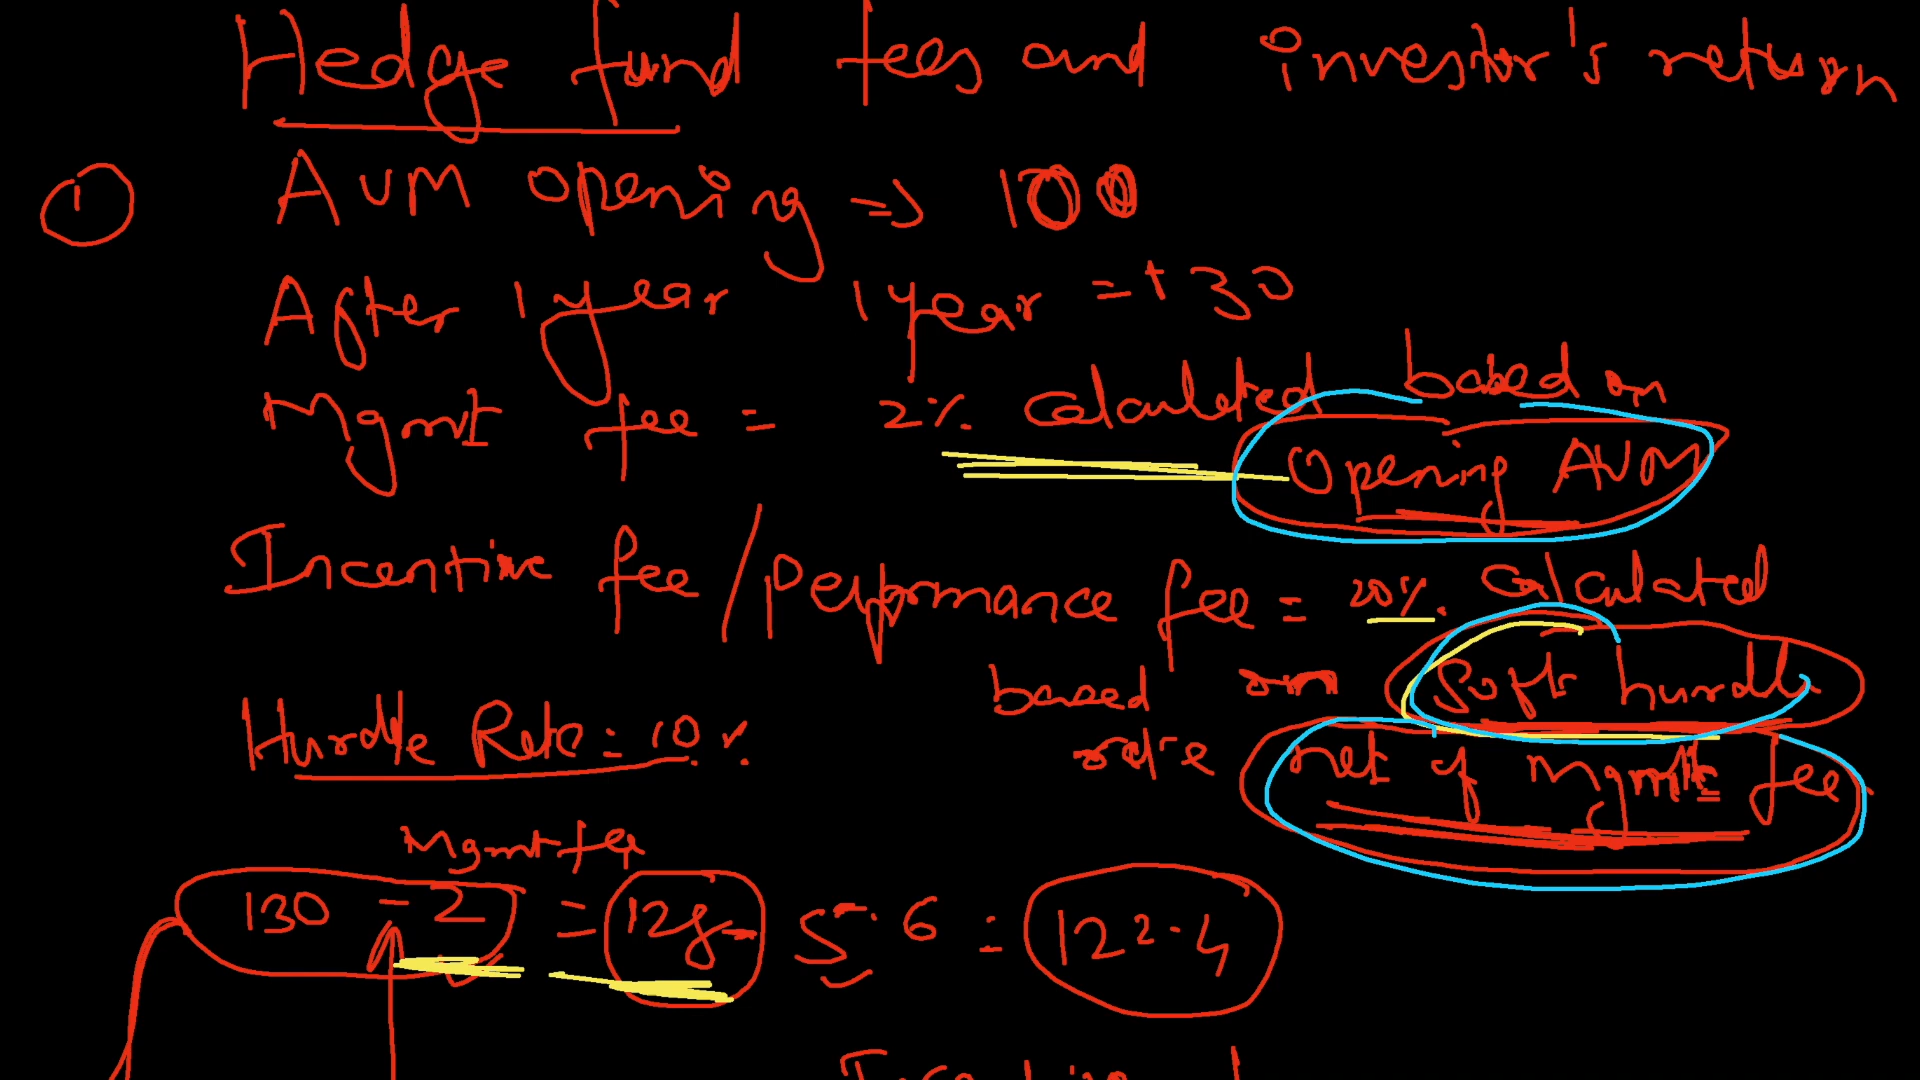 Hedge fund fees and investor's return
① AUM opening => 100
After 1 year 1 year = +30
Mgmt fee = 2% calculated based on
Opening AUM
Incentive fee / Performance fee = 20% calculated
based on Soft hurdle
Hurdle Rate = 10%
rate net of mgmt fee
Mgmt fee
130 - 2 = 128 - 5.6 = 122.4